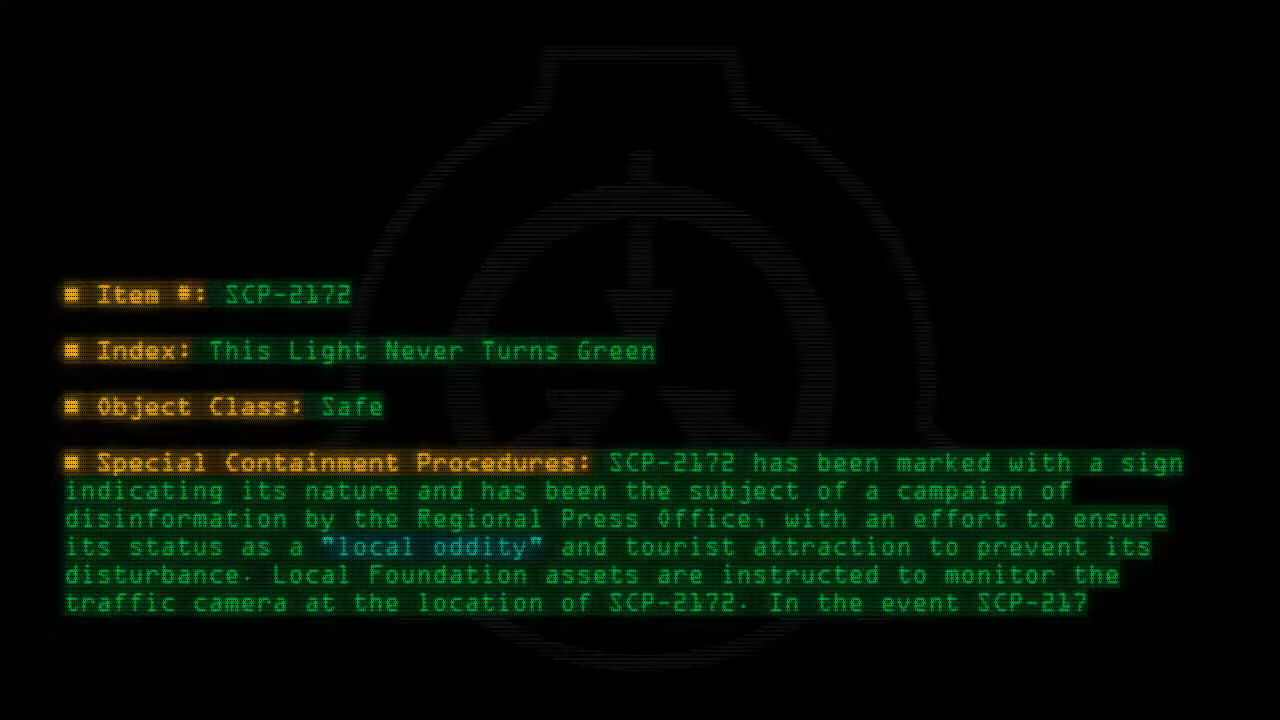 ■ Item #: SCP-2172
■ Index: This Light Never Turns Green
■ Object Class: Safe
■ Special Containment Procedures: SCP-2172 has been marked with a sign
indicating its nature and has been the subject of a campaign of
disinformation by the Regional Press Office, with an effort to ensure
its status as a "local oddity" and tourist attraction to prevent its
disturbance. Local Foundation assets are instructed to monitor the
traffic camera at the location of SCP-2172. In the event SCP-217